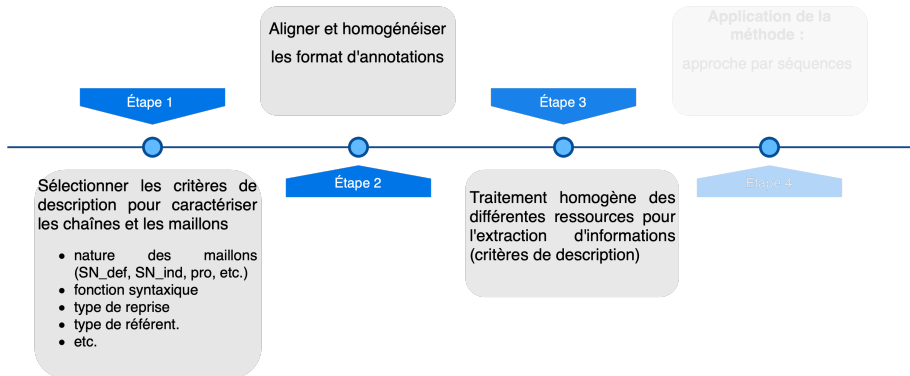 Étape 1
Sélectionner les critères de
description pour caractériser
les chaînes et les maillons
• nature des maillons
(SN_def, SN_ind, pro, etc.)
• fonction syntaxique
• type de reprise
• type de référent.
• etc.
Aligner et homogénéiser
les format d'annotations
Étape 2
Étape 3
Traitement homogène des
différentes ressources pour
l'extraction d'informations
(critères de description)
Application de la
méthode :
approche par séquences
Étape 4